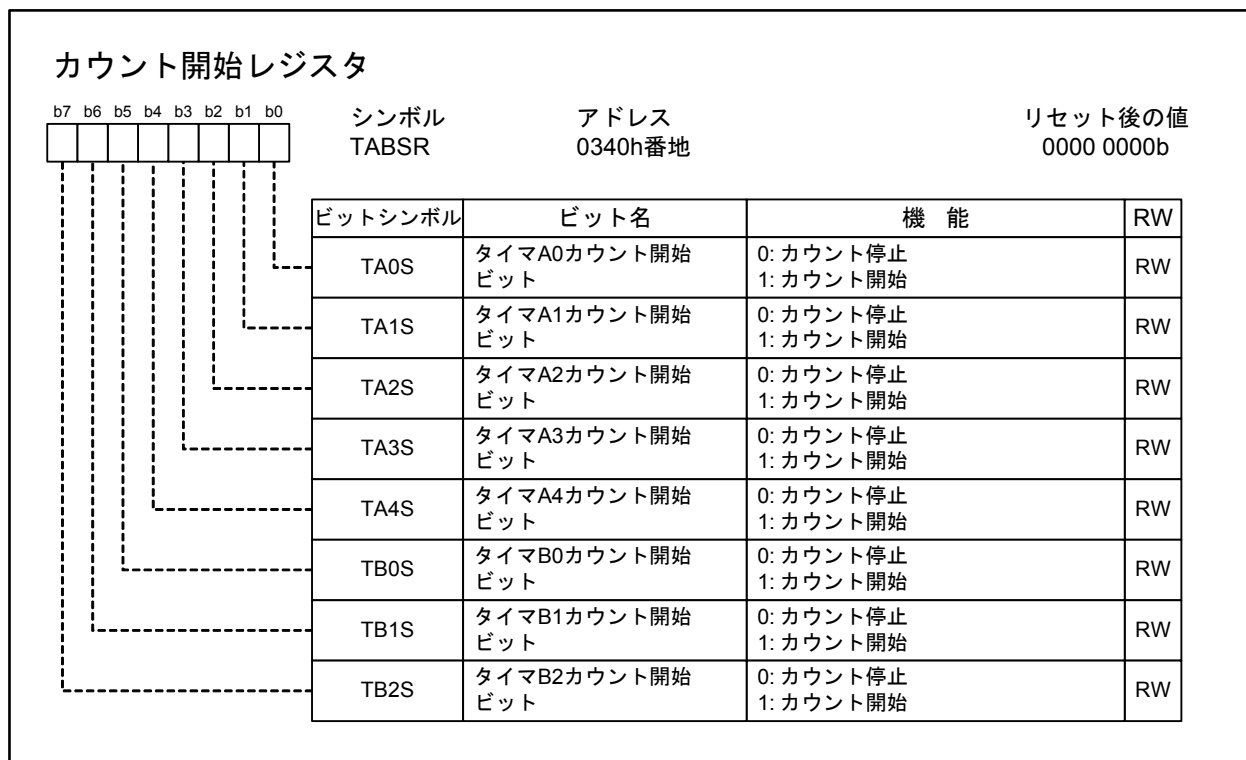 カウント開始レジスタ
b7 b6 b5 b4 b3 b2 b1 b0
シンボル アドレス リセット後の値
TABSR 0340h番地 0000 0000b
ビットシンボル ビット名 機 能 RW
TA0S タイマA0カウント開始ビット 0: カウント停止 1: カウント開始 RW
TA1S タイマA1カウント開始ビット 0: カウント停止 1: カウント開始 RW
TA2S タイマA2カウント開始ビット 0: カウント停止 1: カウント開始 RW
TA3S タイマA3カウント開始ビット 0: カウント停止 1: カウント開始 RW
TA4S タイマA4カウント開始ビット 0: カウント停止 1: カウント開始 RW
TB0S タイマB0カウント開始ビット 0: カウント停止 1: カウント開始 RW
TB1S タイマB1カウント開始ビット 0: カウント停止 1: カウント開始 RW
TB2S タイマB2カウント開始ビット 0: カウント停止 1: カウント開始 RW